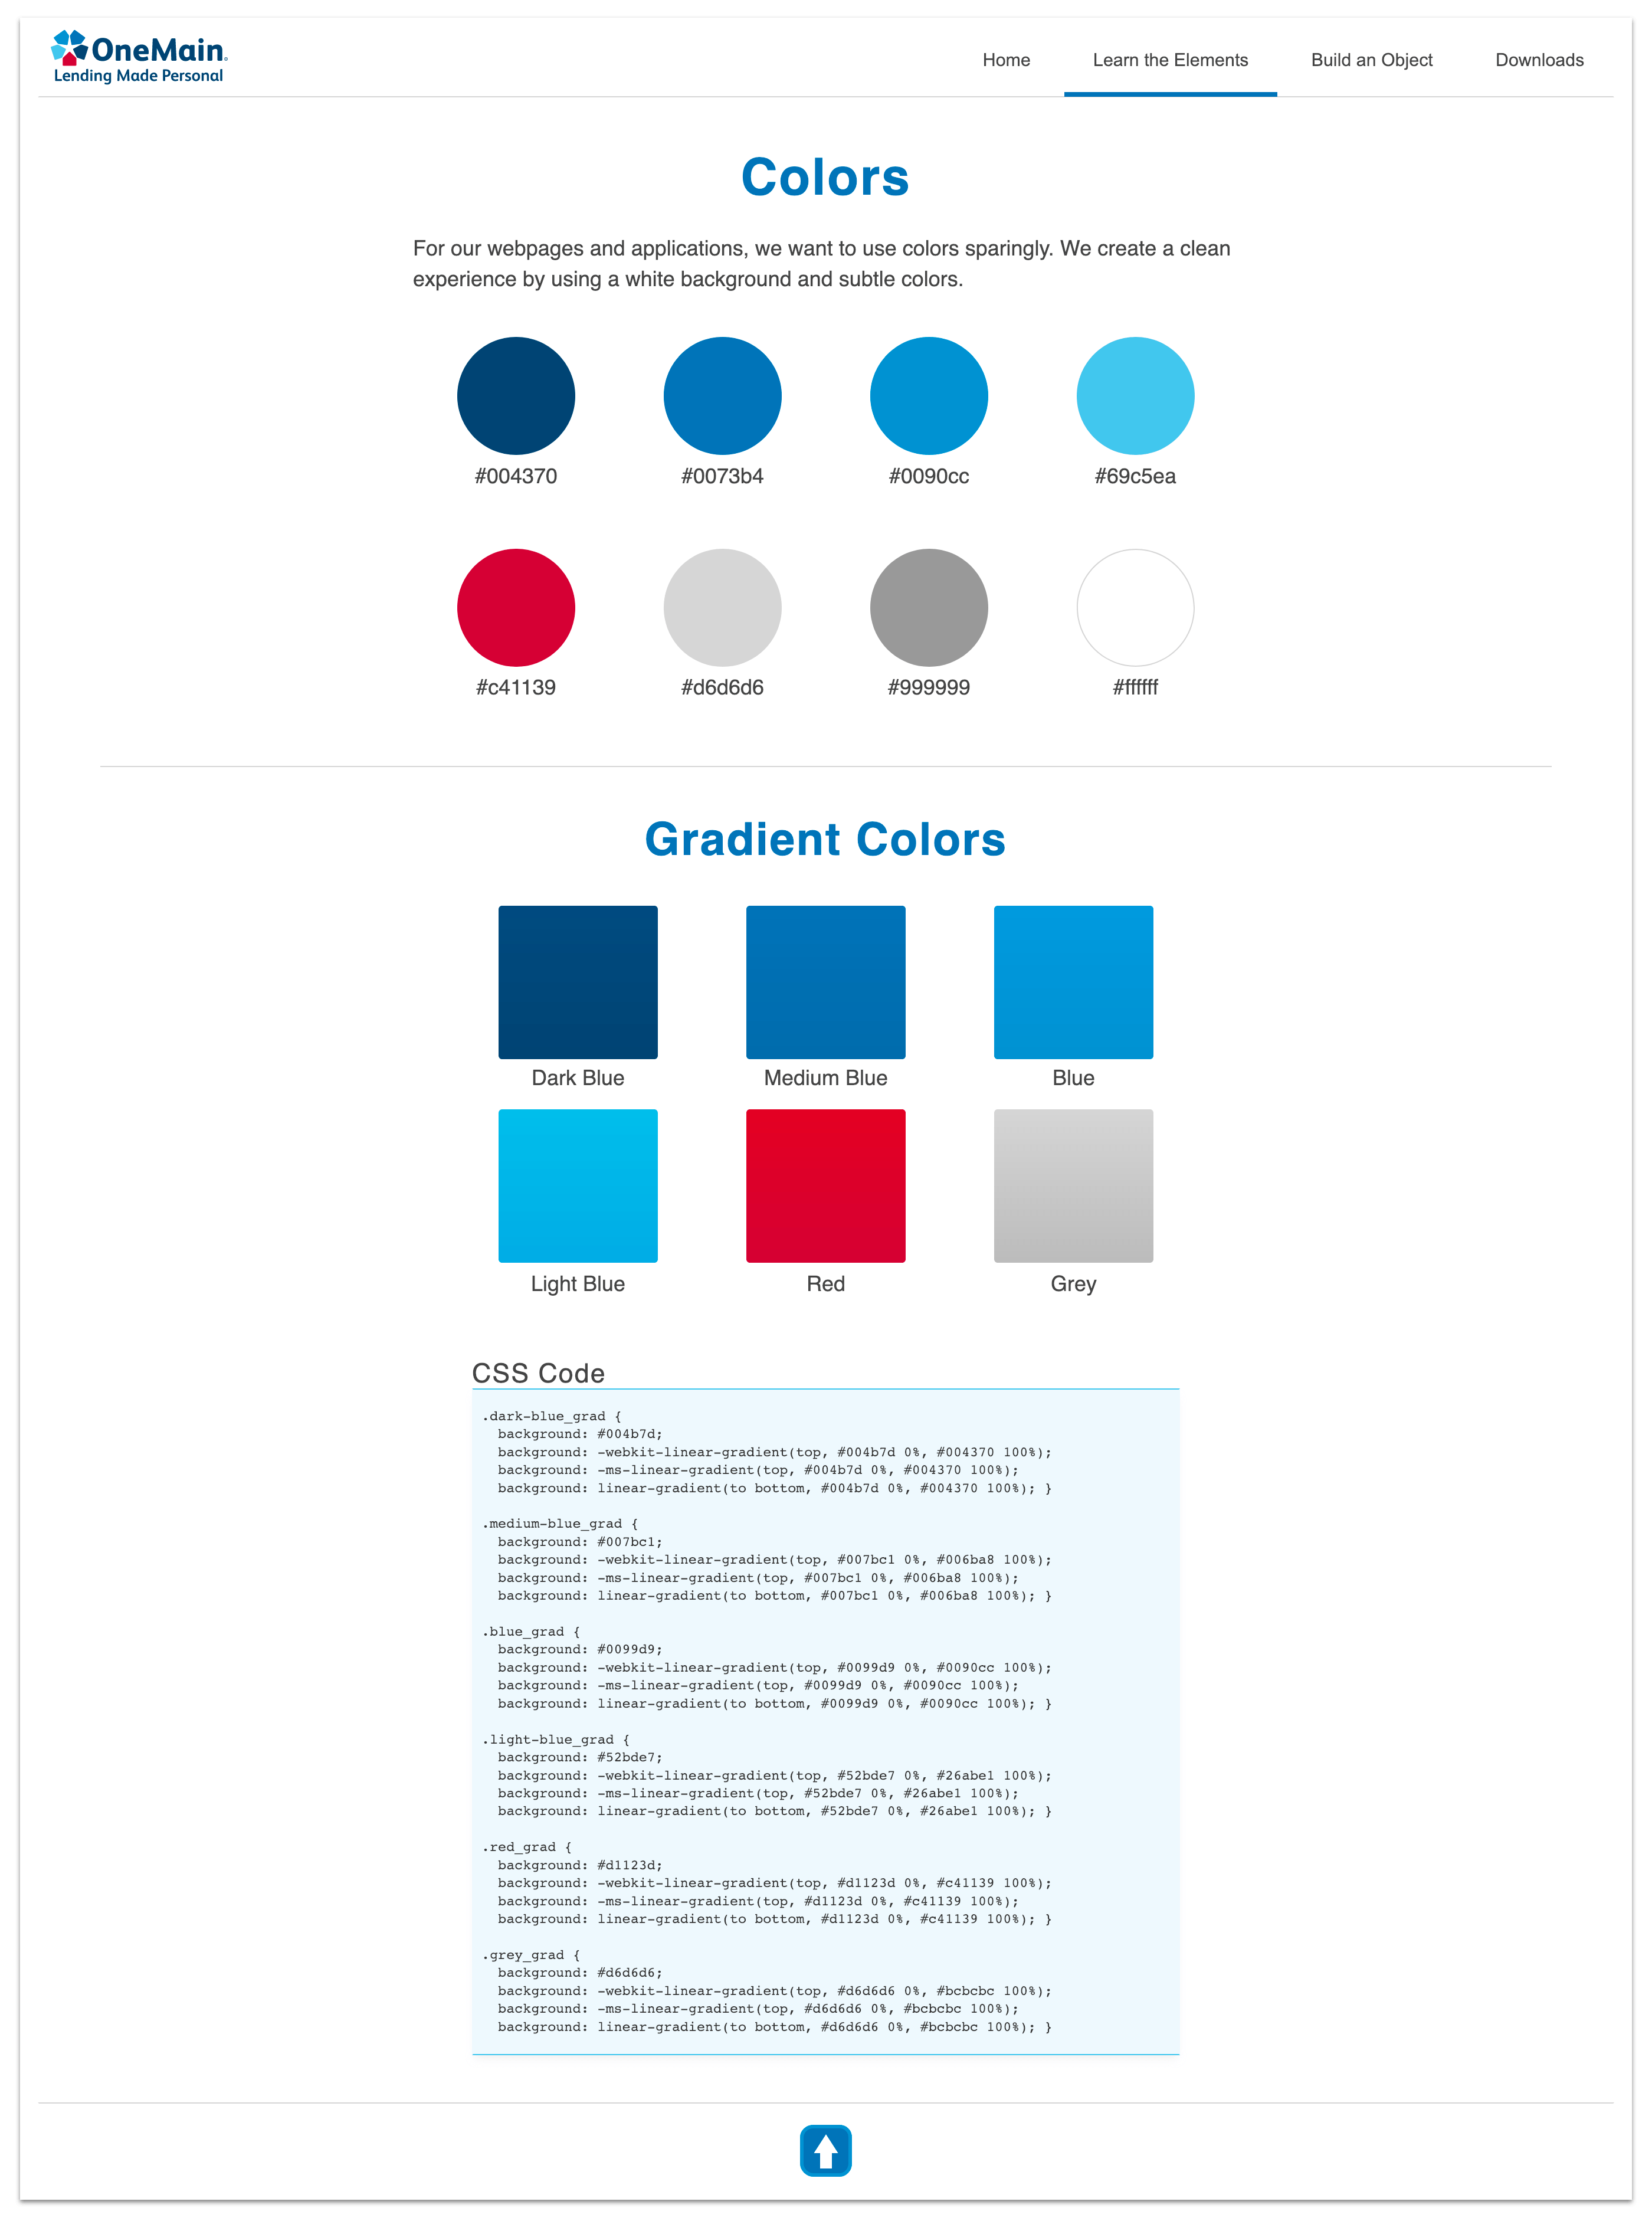 OneMain.
Lending Made Personal
Home Learn the Elements Build an Object Downloads
Colors
For our webpages and applications, we want to use colors sparingly. We create a clean
experience by using a white background and subtle colors.
#004370 #0073b4 #0090cc #69c5ea
#c41139 #d6d6d6 #999999 #ffffff
Gradient Colors
Dark Blue Medium Blue Blue
Light Blue Red Grey
CSS Code
.dark-blue_grad {
  background: #004b7d;
  background: -webkit-linear-gradient(top, #004b7d 0%, #004370 100%);
  background: -ms-linear-gradient(top, #004b7d 0%, #004370 100%);
  background: linear-gradient(to bottom, #004b7d 0%, #004370 100%); }
.medium-blue_grad {
  background: #007bc1;
  background: -webkit-linear-gradient(top, #007bc1 0%, #006ba8 100%);
  background: -ms-linear-gradient(top, #007bc1 0%, #006ba8 100%);
  background: linear-gradient(to bottom, #007bc1 0%, #006ba8 100%); }
.blue_grad {
  background: #0099d9;
  background: -webkit-linear-gradient(top, #0099d9 0%, #0090cc 100%);
  background: -ms-linear-gradient(top, #0099d9 0%, #0090cc 100%);
  background: linear-gradient(to bottom, #0099d9 0%, #0090cc 100%); }
.light-blue_grad {
  background: #52bde7;
  background: -webkit-linear-gradient(top, #52bde7 0%, #26abe1 100%);
  background: -ms-linear-gradient(top, #52bde7 0%, #26abe1 100%);
  background: linear-gradient(to bottom, #52bde7 0%, #26abe1 100%); }
.red_grad {
  background: #d1123d;
  background: -webkit-linear-gradient(top, #d1123d 0%, #c41139 100%);
  background: -ms-linear-gradient(top, #d1123d 0%, #c41139 100%);
  background: linear-gradient(to bottom, #d1123d 0%, #c41139 100%); }
.grey_grad {
  background: #d6d6d6;
  background: -webkit-linear-gradient(top, #d6d6d6 0%, #bcbcbc 100%);
  background: -ms-linear-gradient(top, #d6d6d6 0%, #bcbcbc 100%);
  background: linear-gradient(to bottom, #d6d6d6 0%, #bcbcbc 100%); }